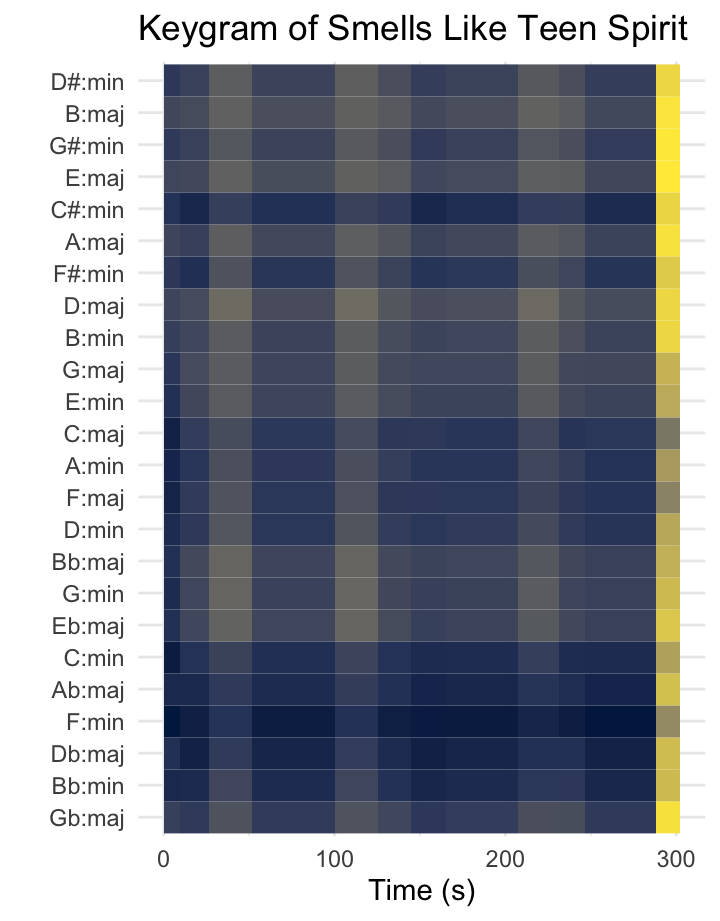 Keygram of Smells Like Teen Spirit
D#:min
B:maj
G#:min
E:maj
C#:min
A:maj
F#:min
D:maj
B:min
G:maj
E:min
C:maj
A:min
F:maj
D:min
Bb:maj
G:min
Eb:maj
C:min
Ab:maj
F:min
Db:maj
Bb:min
Gb:maj
0 100 200 300
Time (s)